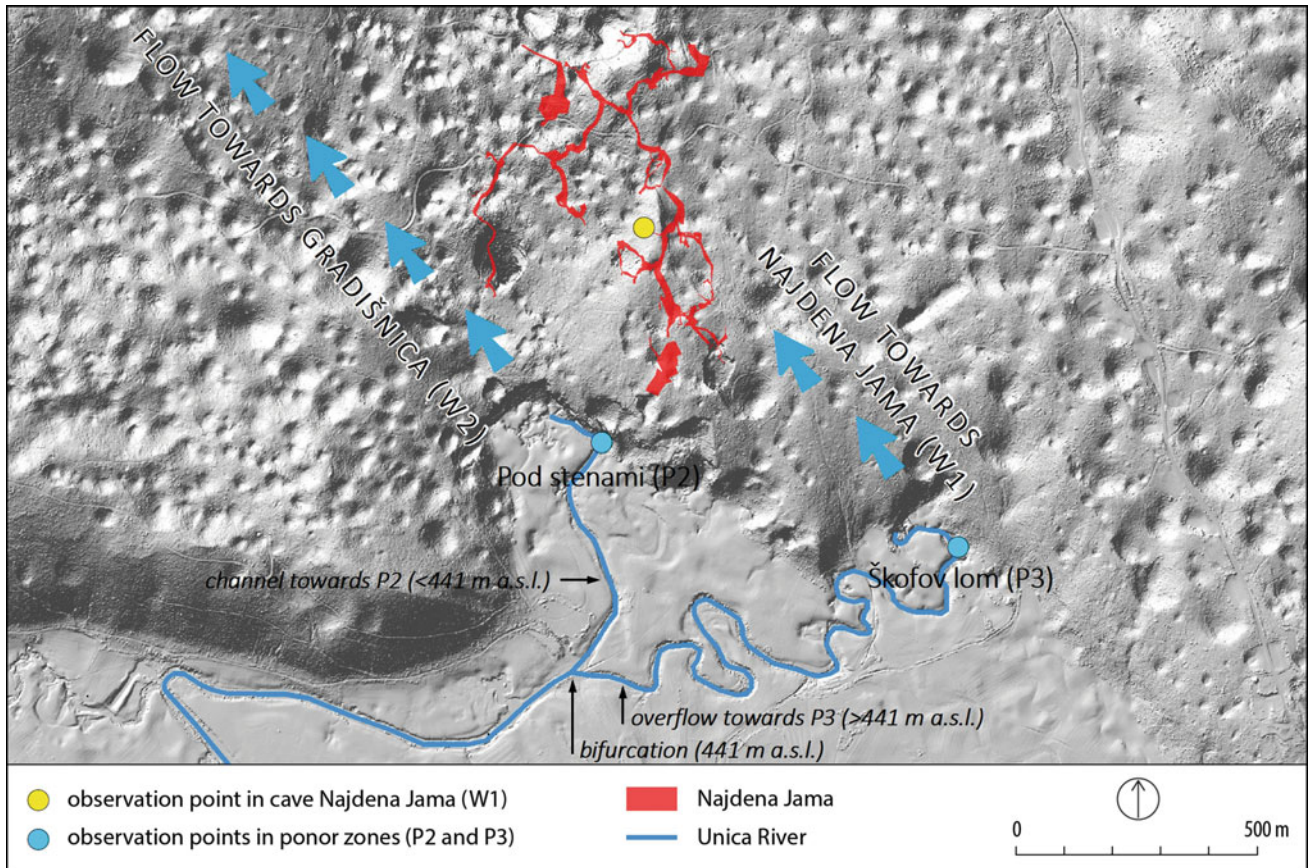 FLOW TOWARDS GRADIŠNICA (W2)
FLOW TOWARDS
NAJDENA JAMA (W1)
Pod stenami (P2)
Škofov lom (P3)
channel towards P2 (<441 m a.s.l.)
overflow towards P3 (>441 m a.s.l.)
bifurcation (441 m a.s.l.)
observation point in cave Najdena Jama (W1)
observation points in ponor zones (P2 and P3)
Najdena Jama
Unica River
0 500 m